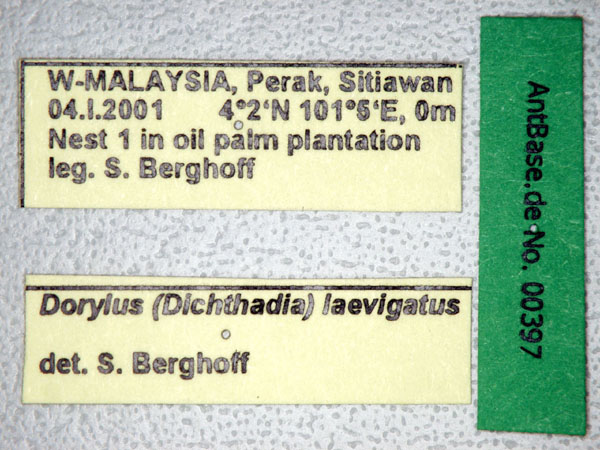 W-MALAYSIA, Perak, Sitiawan
04.I.2001 4°2‘N 101°5‘E, 0m
Nest 1 in oil palm plantation
leg. S. Berghoff
Dorylus (Dichthadia) laevigatus
det. S. Berghoff
AntBase.de No. 00397